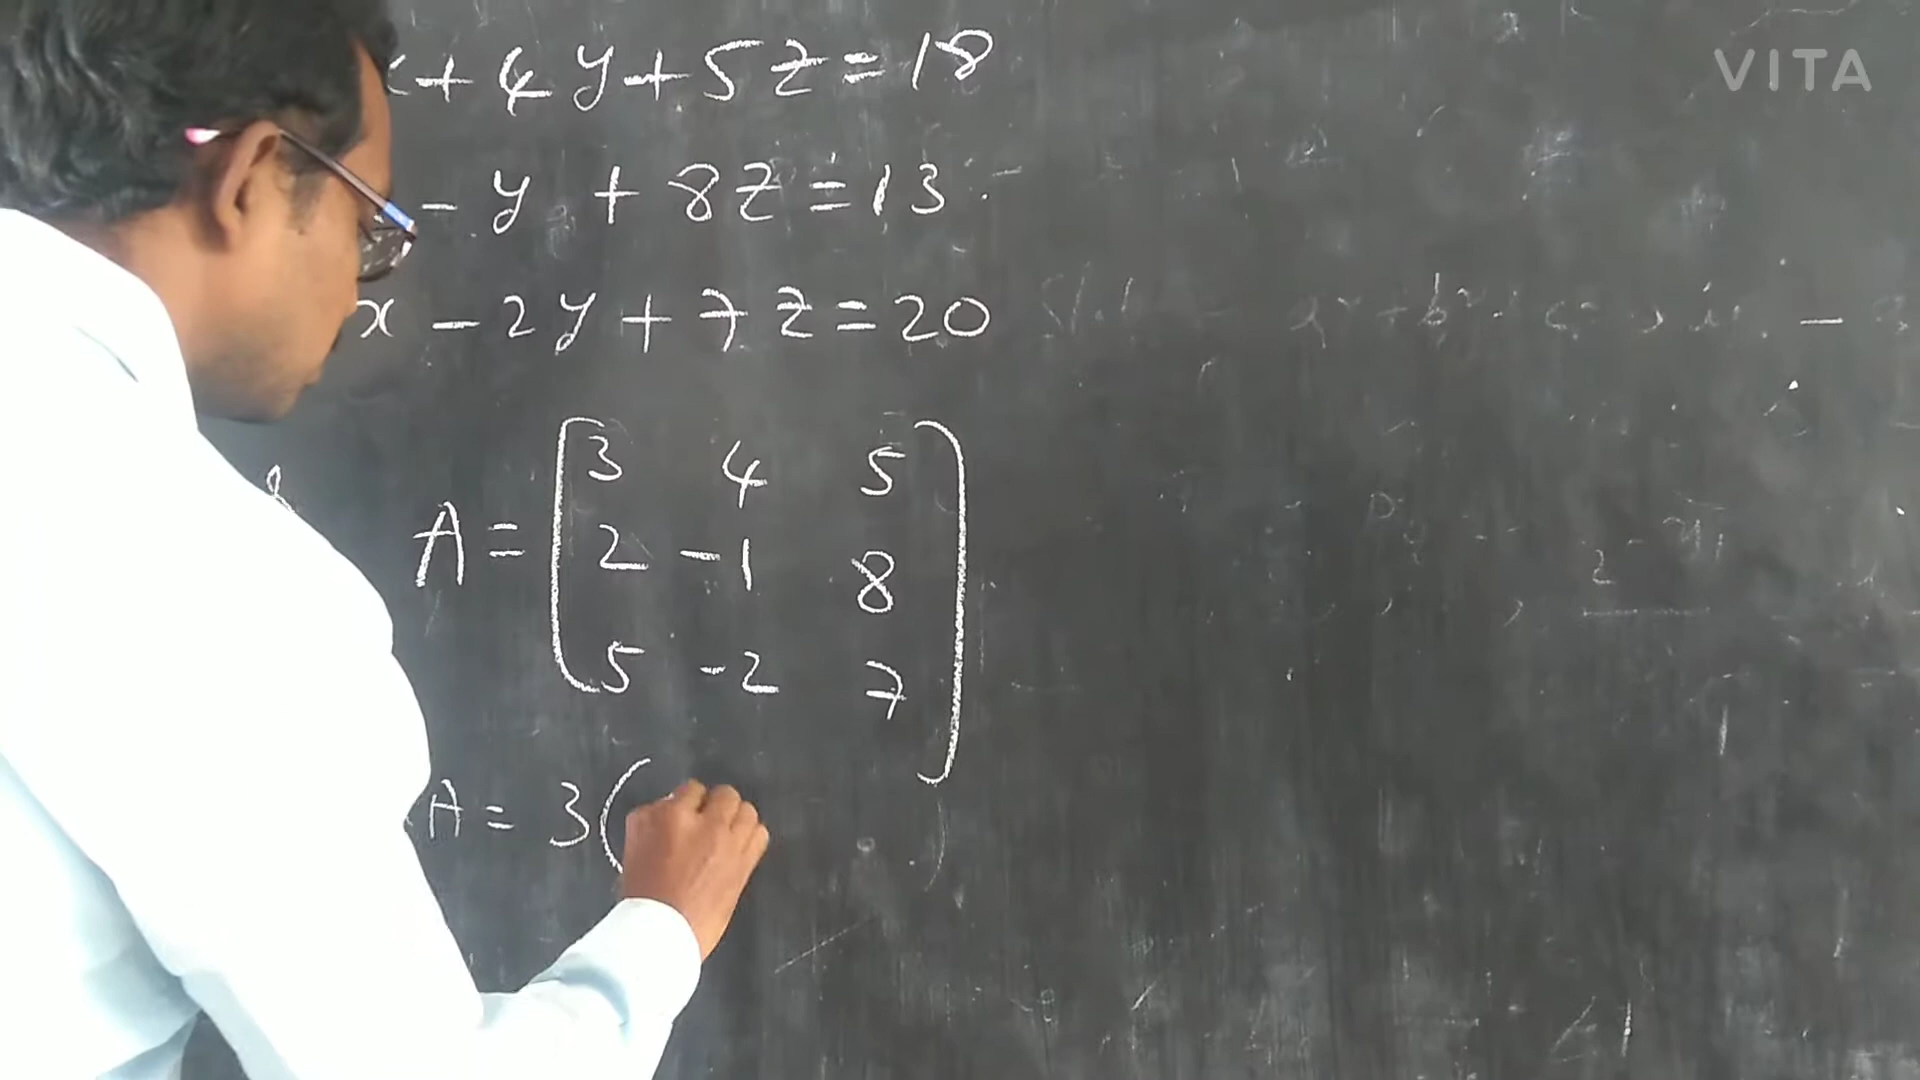 x + 4y + 5z = 18
VITA
- y + 8z = 13
x - 2y + 7z = 20
A = [ 3 4 5
2 -1 8
5 -2 7 ]
A = 3(